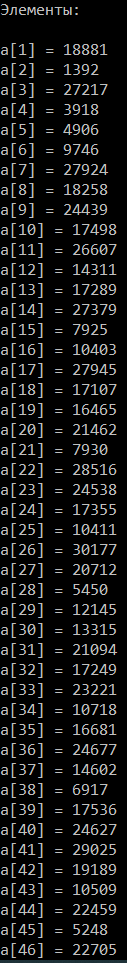 Элементы:
a[1] = 18881
a[2] = 1392
a[3] = 27217
a[4] = 3918
a[5] = 4906
a[6] = 9746
a[7] = 27924
a[8] = 18258
a[9] = 24439
a[10] = 17498
a[11] = 26607
a[12] = 14311
a[13] = 17289
a[14] = 27379
a[15] = 7925
a[16] = 10403
a[17] = 27945
a[18] = 17107
a[19] = 16465
a[20] = 21462
a[21] = 7930
a[22] = 28516
a[23] = 24538
a[24] = 17355
a[25] = 10411
a[26] = 30177
a[27] = 20712
a[28] = 5450
a[29] = 12145
a[30] = 13315
a[31] = 21094
a[32] = 17249
a[33] = 23221
a[34] = 10718
a[35] = 16681
a[36] = 24677
a[37] = 14602
a[38] = 6917
a[39] = 17536
a[40] = 24627
a[41] = 29025
a[42] = 19189
a[43] = 10509
a[44] = 22459
a[45] = 5248
a[46] = 22705